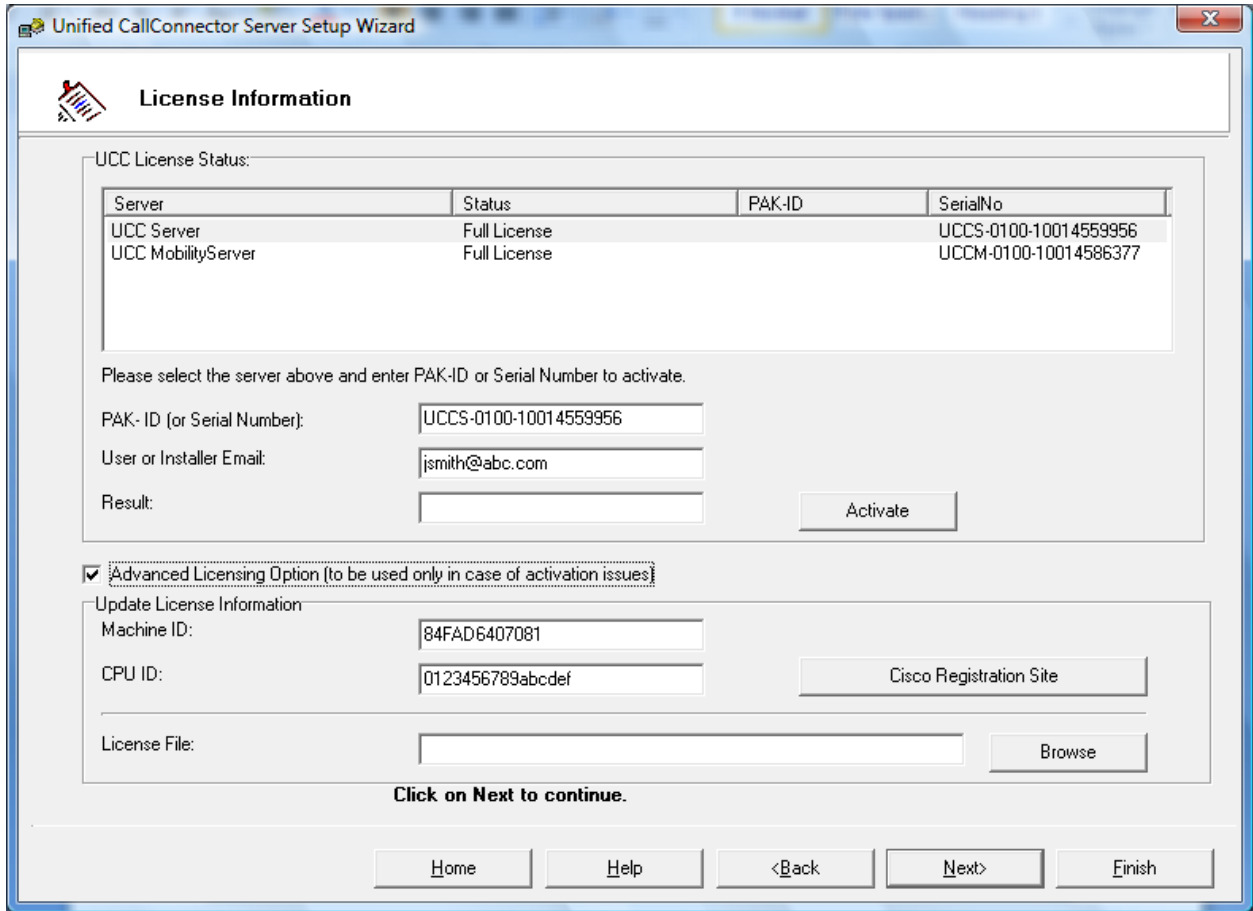 Unified CallConnector Server Setup Wizard
License Information
UCC License Status:
Server Status PAK-ID SerialNo
UCC Server Full License UCCS-0100-10014559956
UCC MobilityServer Full License UCCM-0100-10014586377
Please select the server above and enter PAK-ID or Serial Number to activate.
PAK- ID (or Serial Number): UCCS-0100-10014559956
User or Installer Email: jsmith@abc.com
Result: Activate
Advanced Licensing Option (to be used only in case of activation issues)
Update License Information
Machine ID: 84FAD6407081
CPU ID: 0123456789abcdef Cisco Registration Site
License File: Browse
Click on Next to continue.
Home Help <Back Next> Finish